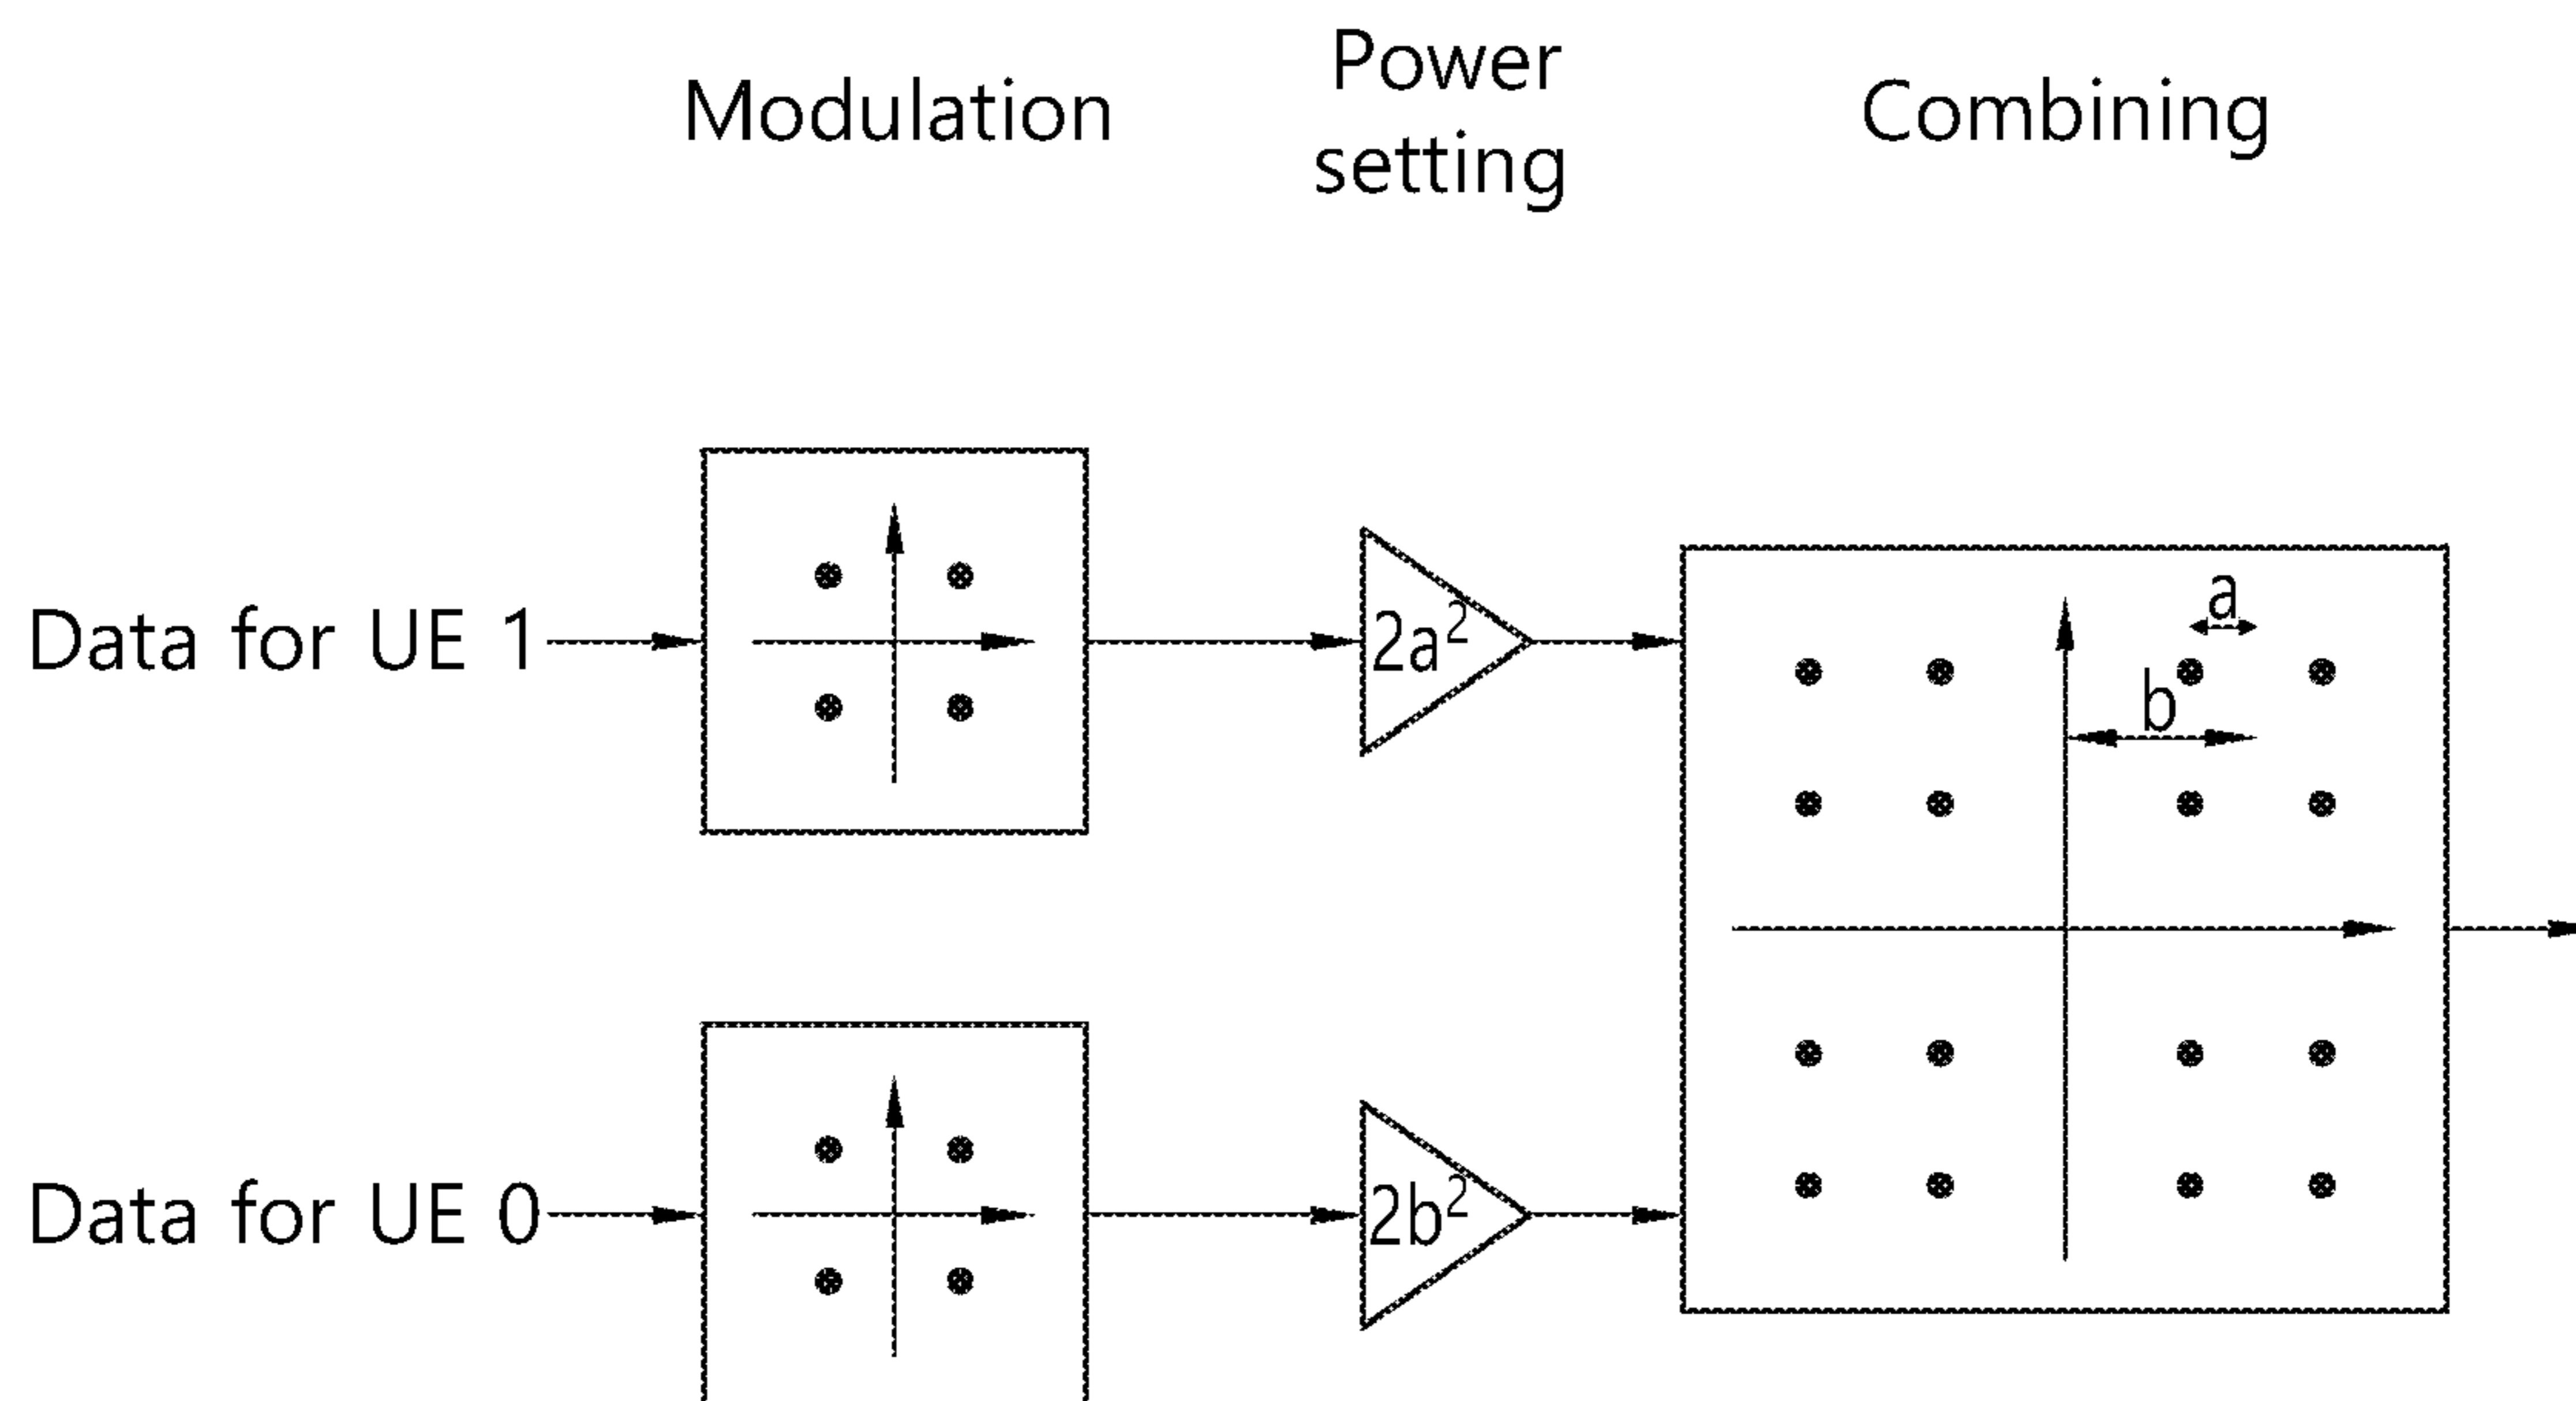 Modulation
Power
setting
Combining
Data for UE 1
2a²
a
b
Data for UE 0
2b²